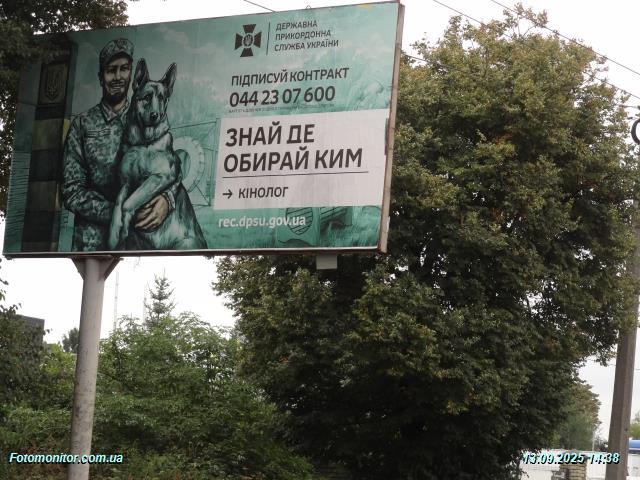 ДЕРЖАВНА
ПРИКОРДОННА
СЛУЖБА УКРАЇНИ
ПІДПИСУЙ КОНТРАКТ
044 23 07 600
ЗНАЙ ДЕ
ОБИРАЙ КИМ
→ КІНОЛОГ
rec.dpsu.gov.ua
Fotomonitor.com.ua
13.09.2025 14:38